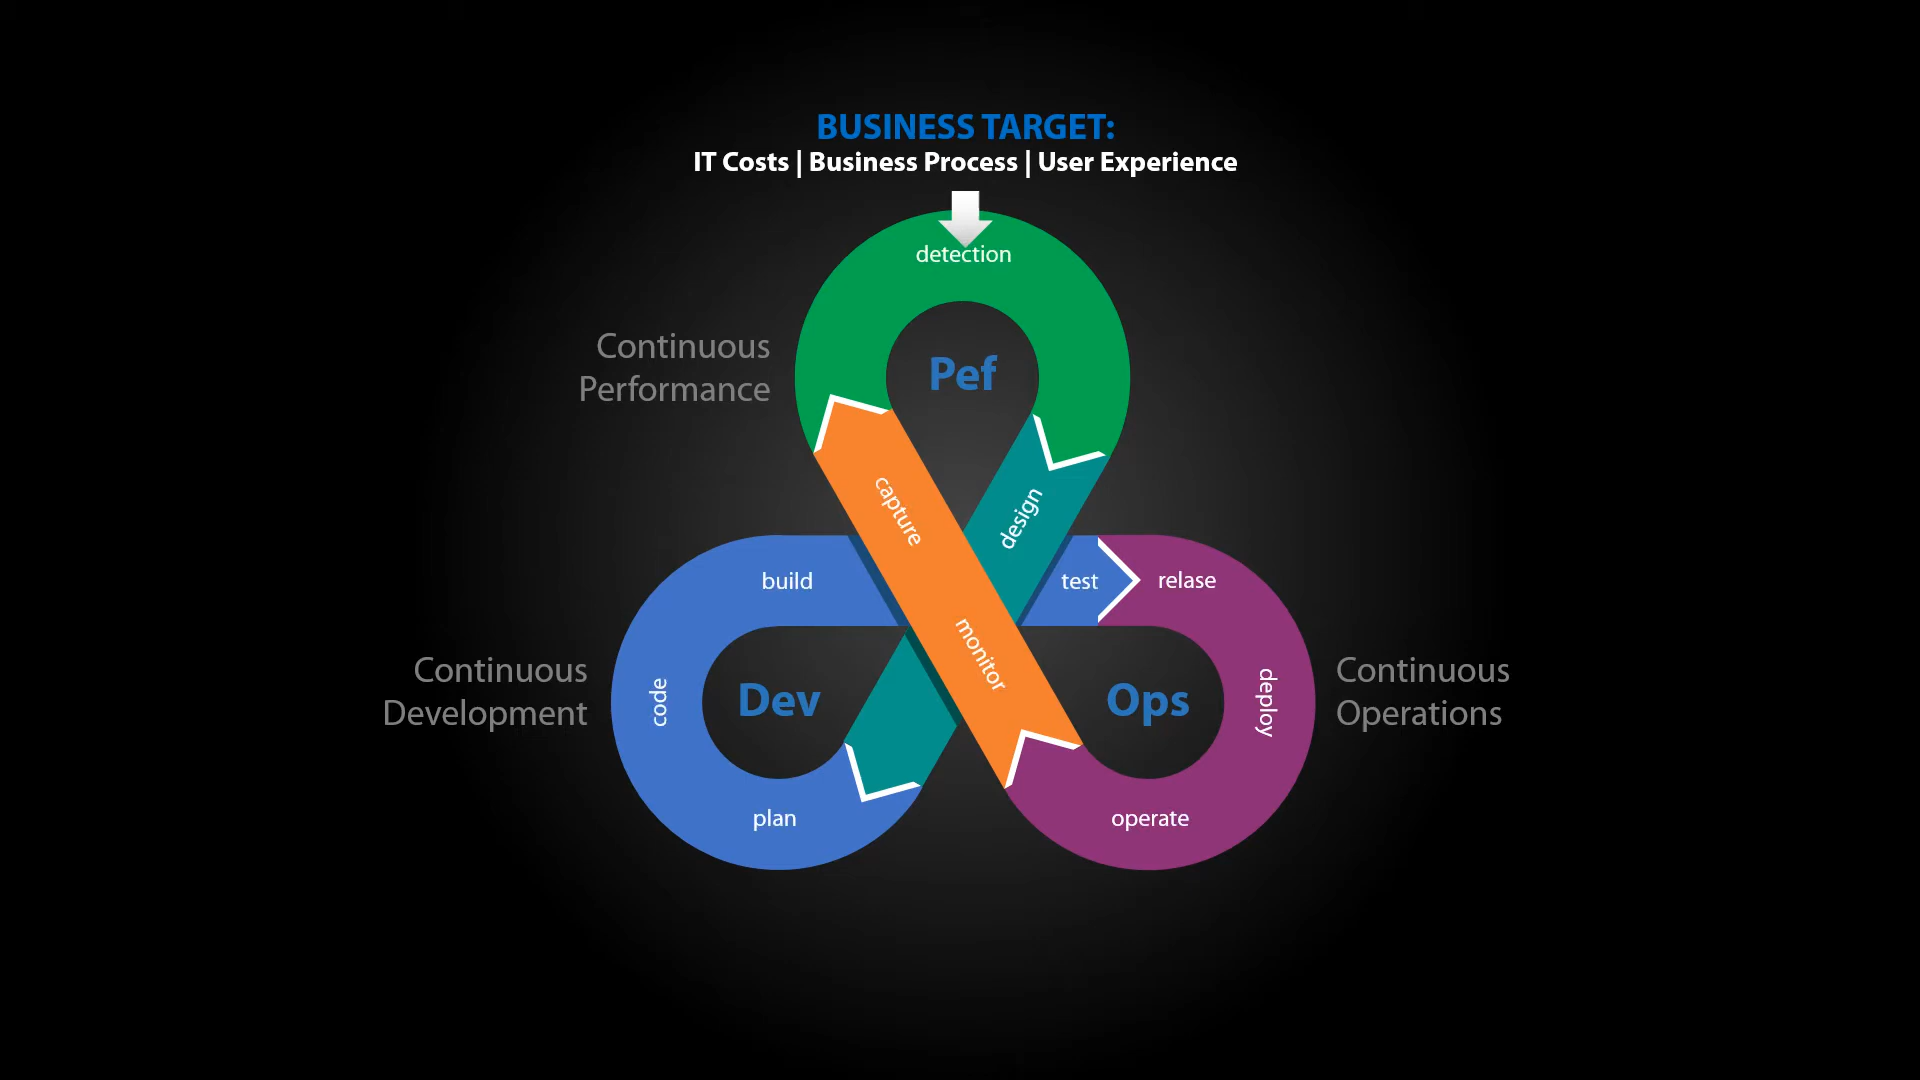 BUSINESS TARGET:
IT Costs | Business Process | User Experience
detection
Continuous
Performance
Pef
capture
design
build
test
relase
monitor
Continuous
Development
code
Dev
Ops
deploy
Continuous
Operations
plan
operate